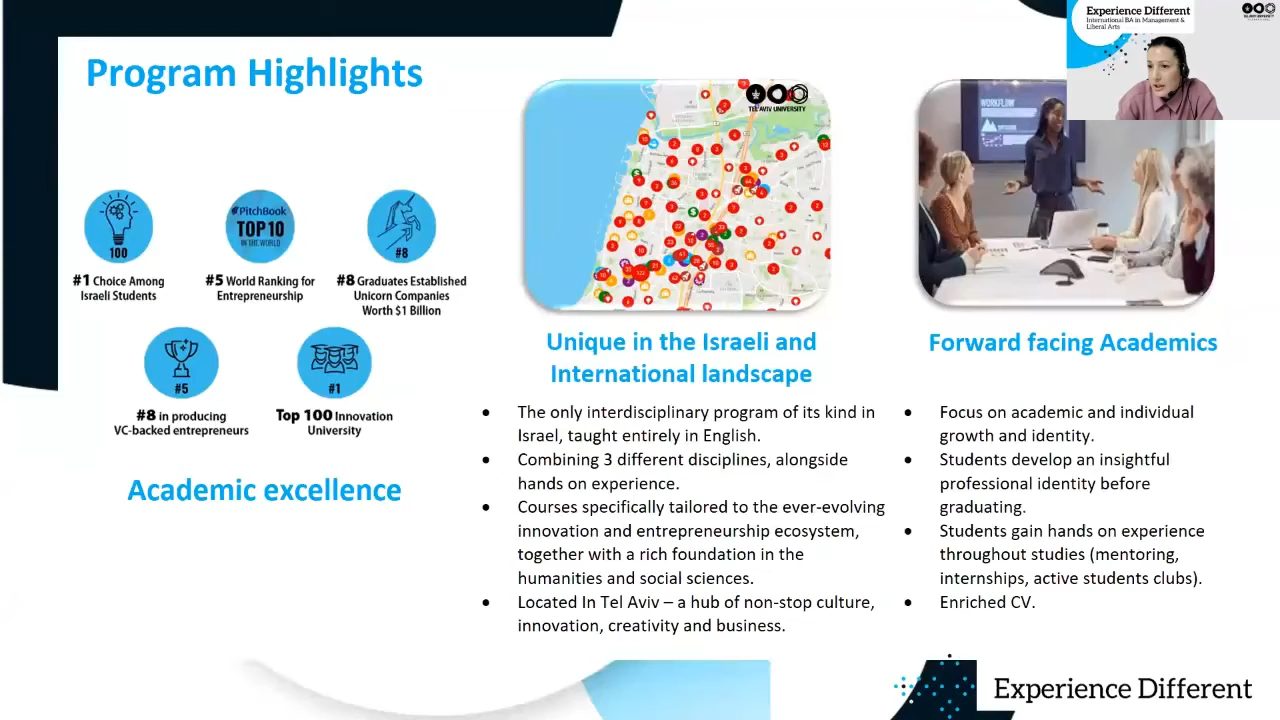 Program Highlights
100
#1 Choice Among
Israeli Students
PitchBook
TOP 10
IN THE WORLD
#5 World Ranking for
Entrepreneurship
#8
#8 Graduates Established
Unicorn Companies
Worth $1 Billion
#5
#8 in producing
VC-backed entrepreneurs
#1
Top 100 Innovation
University
Academic excellence
TEL AVIV UNIVERSITY
Unique in the Israeli and
International landscape
The only interdisciplinary program of its kind in
Israel, taught entirely in English.
Combining 3 different disciplines, alongside
hands on experience.
Courses specifically tailored to the ever-evolving
innovation and entrepreneurship ecosystem,
together with a rich foundation in the
humanities and social sciences.
Located In Tel Aviv – a hub of non-stop culture,
innovation, creativity and business.
WORKFLOW
Forward facing Academics
Focus on academic and individual
growth and identity.
Students develop an insightful
professional identity before
graduating.
Students gain hands on experience
throughout studies (mentoring,
internships, active students clubs).
Enriched CV.
Experience Different
International BA in Management &
Liberal Arts
TEL AVIV UNIVERSITY
Experience Different